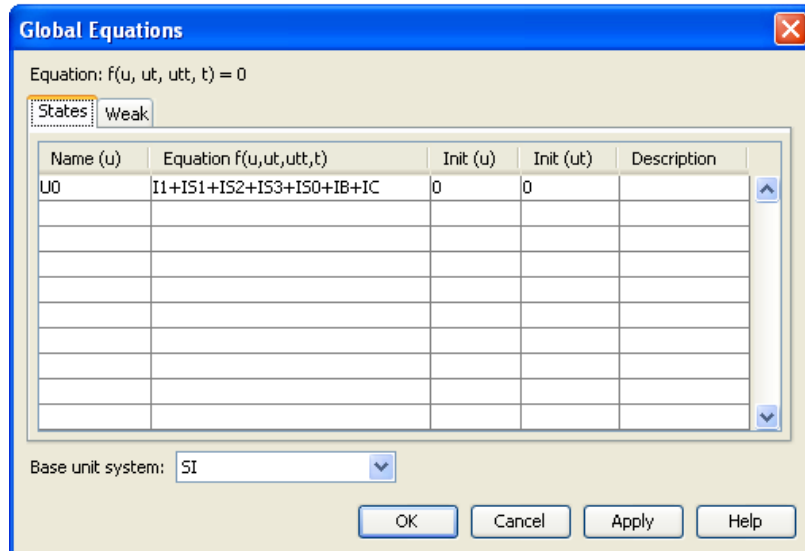 Global Equations
Equation: f(u, ut, utt, t) = 0
States Weak
Name (u) Equation f(u,ut,utt,t) Init (u) Init (ut) Description
U0 I1+IS1+IS2+IS3+IS0+IB+IC 0 0
Base unit system: SI
OK Cancel Apply Help